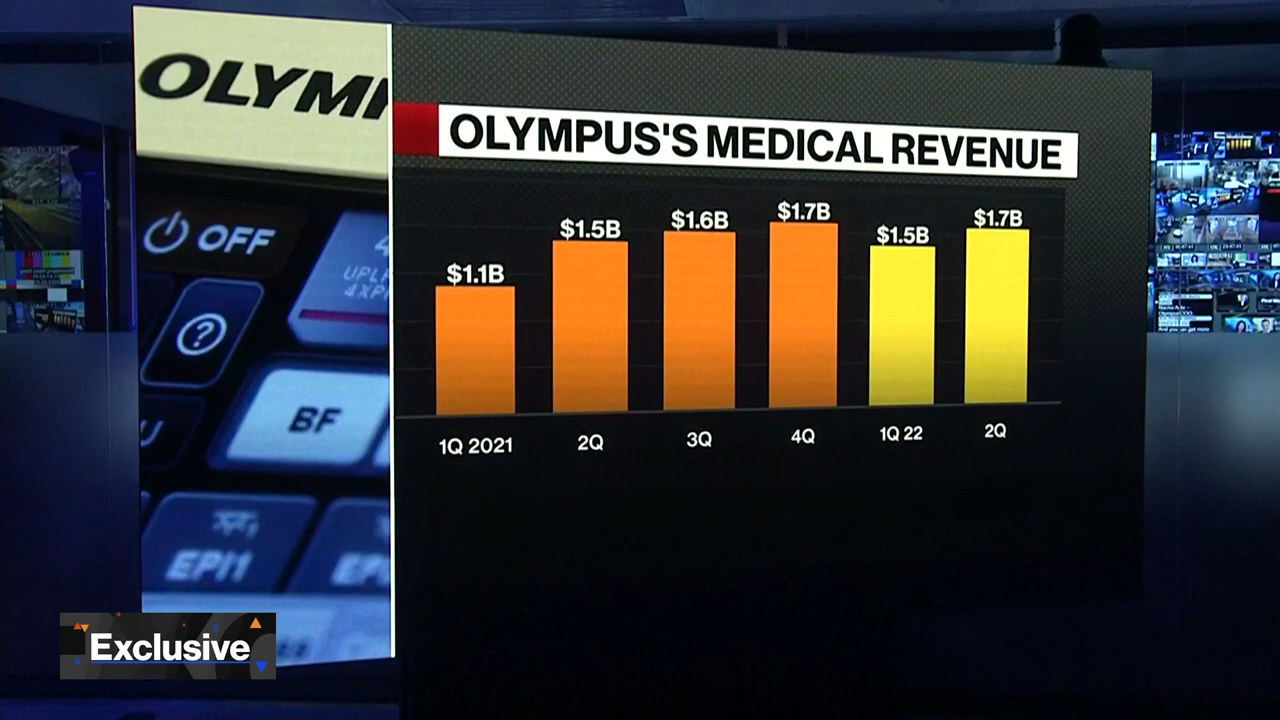 OLYMP
OFF
?
BF
EPI1
OLYMPUS'S MEDICAL REVENUE
$1.1B
$1.5B
$1.6B
$1.7B
$1.5B
$1.7B
1Q 2021
2Q
3Q
4Q
1Q 22
2Q
Exclusive